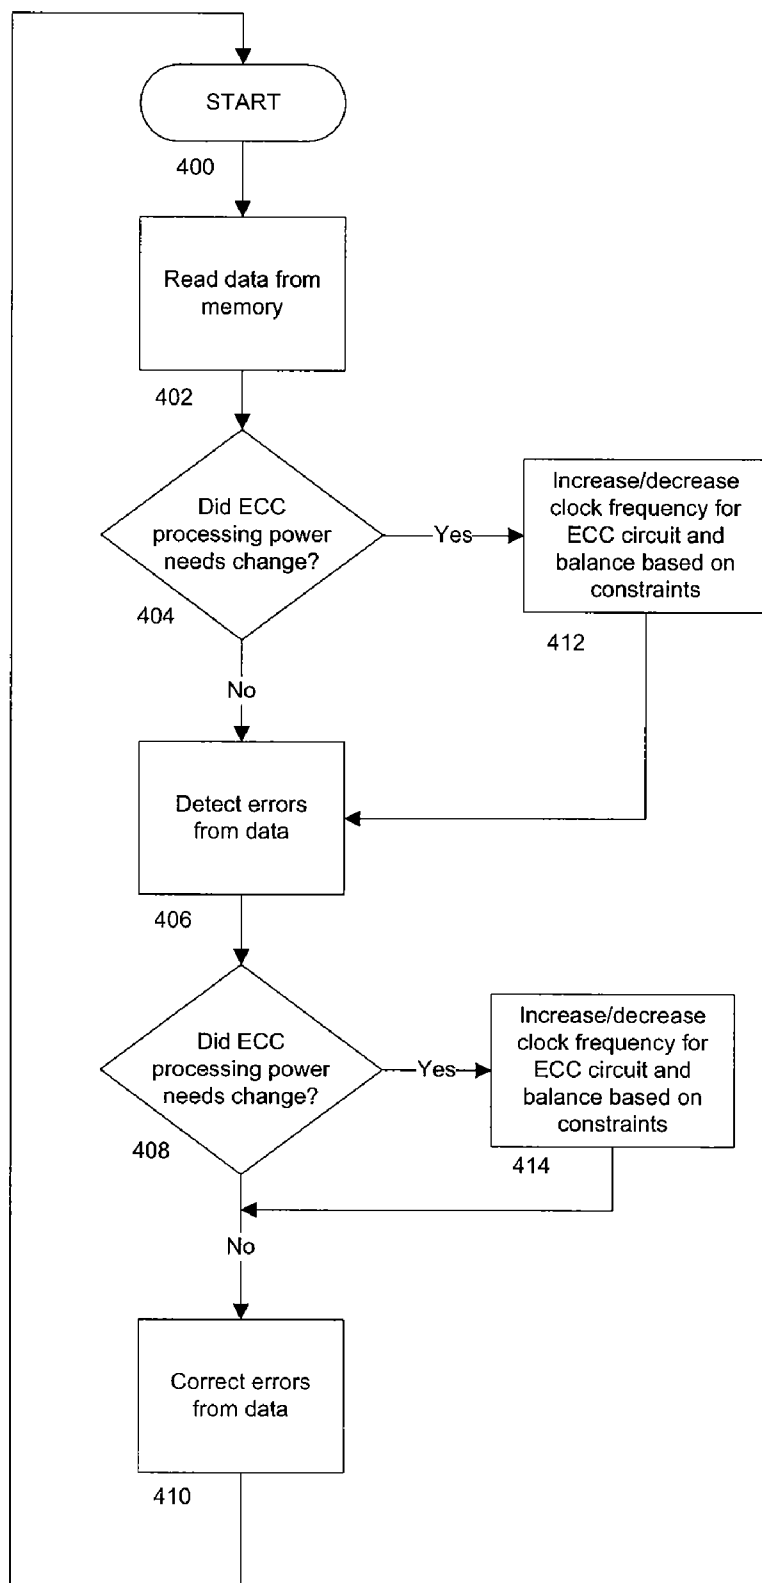 START
400
Read data from
memory
402
Did ECC
processing power
needs change?
Yes
Increase/decrease
clock frequency for
ECC circuit and
balance based on
constraints
404
412
No
Detect errors
from data
406
Did ECC
processing power
needs change?
Yes
Increase/decrease
clock frequency for
ECC circuit and
balance based on
constraints
408
414
No
Correct errors
from data
410